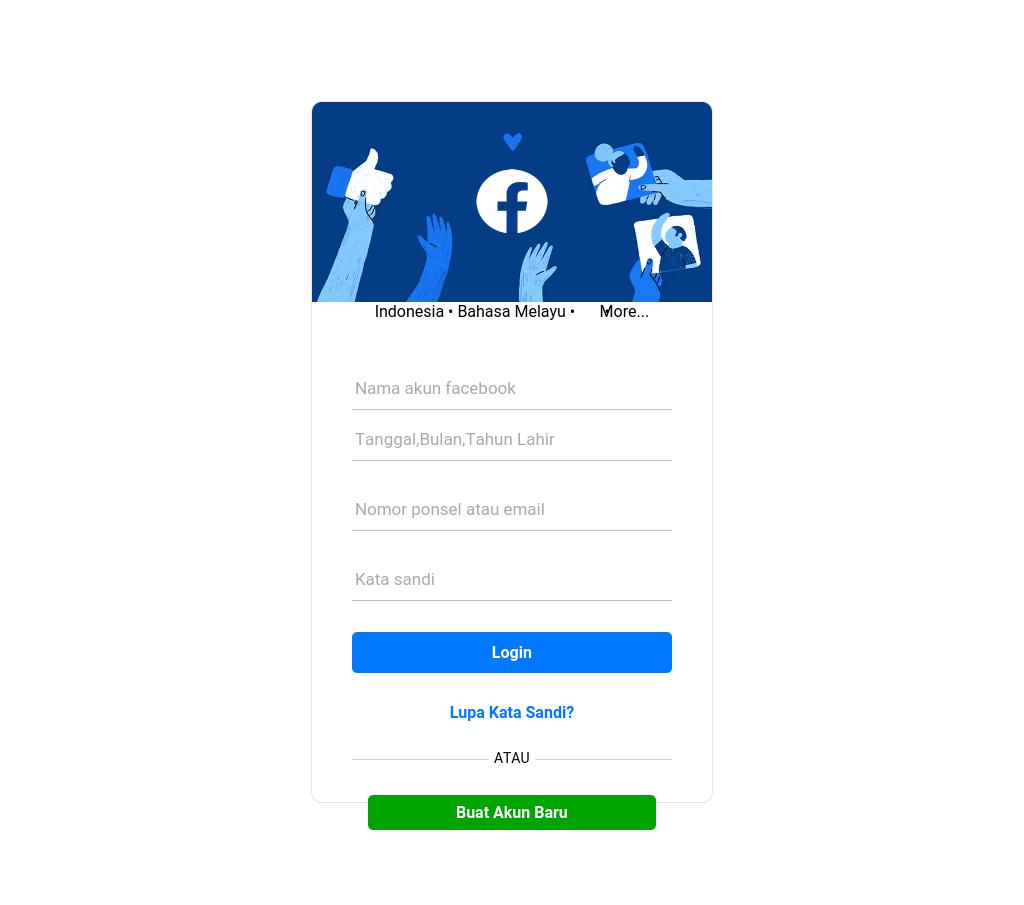 Indonesia • Bahasa Melayu • More...
Nama akun facebook
Tanggal,Bulan,Tahun Lahir
Nomor ponsel atau email
Kata sandi
Login
Lupa Kata Sandi?
ATAU
Buat Akun Baru